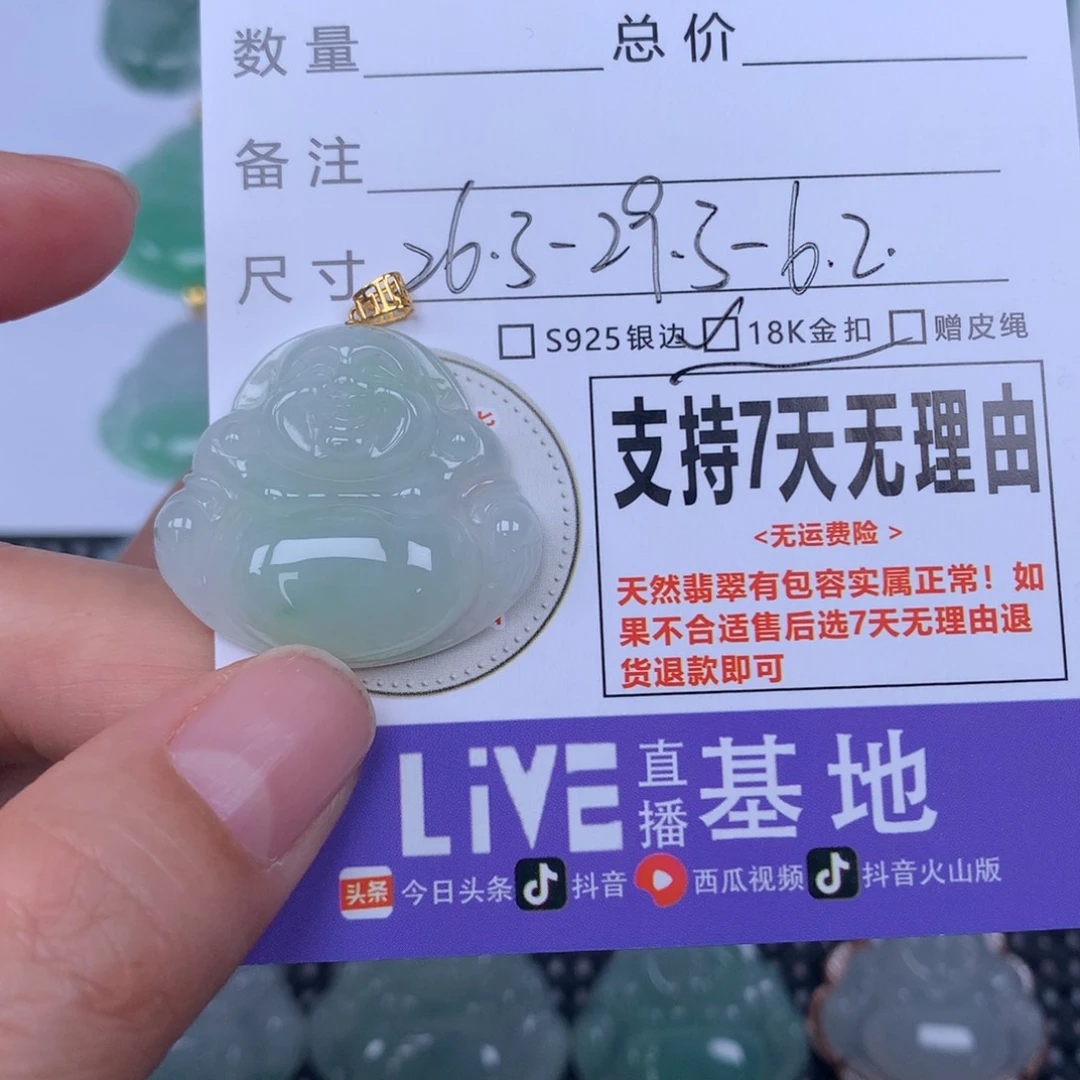 数量 总价
备注
尺寸 26.3-29.3-6.2.
S925银边 18K金扣 赠皮绳
支持7天无理由
<无运费险 >
天然翡翠有包容实属正常！如
果不合适售后选7天无理由退
货退款即可
LiVE 直播 基地
头条 今日头条 抖音 西瓜视频 抖音火山版